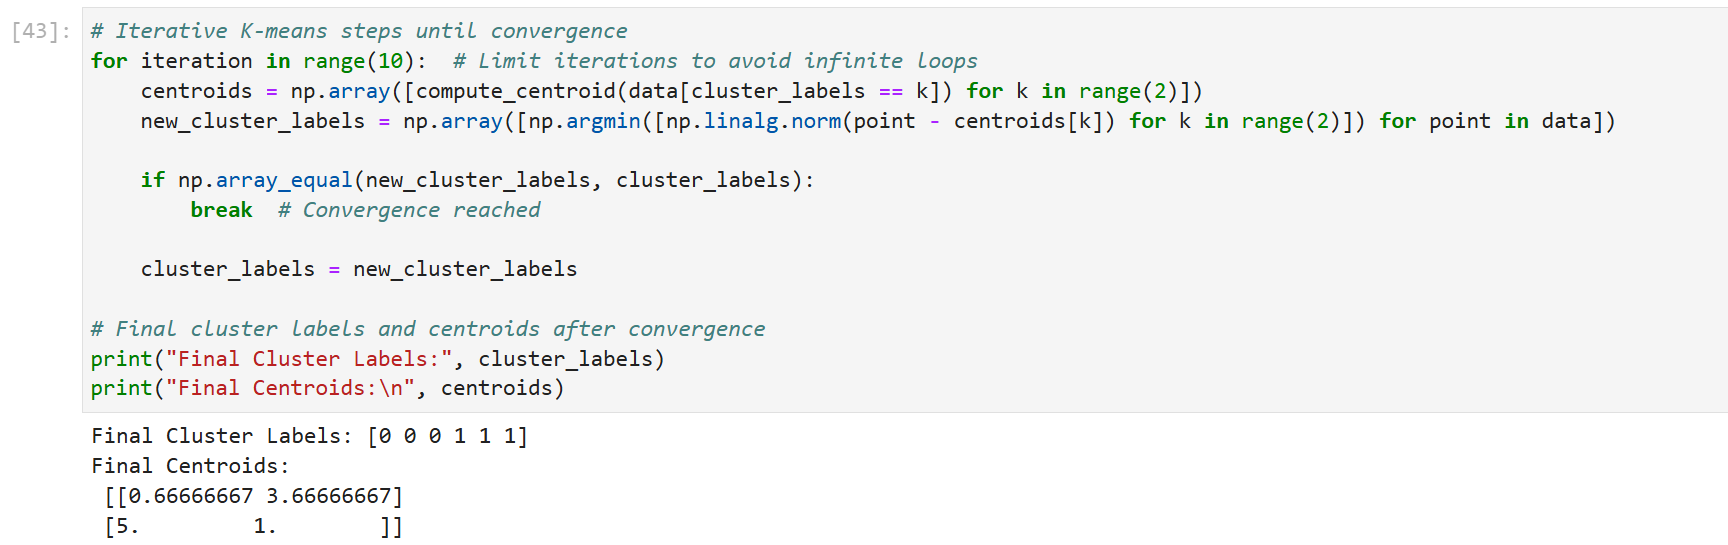 [43]:
# Iterative K-means steps until convergence
for iteration in range(10):  # Limit iterations to avoid infinite loops
    centroids = np.array([compute_centroid(data[cluster_labels == k]) for k in range(2)])
    new_cluster_labels = np.array([np.argmin([np.linalg.norm(point - centroids[k]) for k in range(2)]) for point in data])
    if np.array_equal(new_cluster_labels, cluster_labels):
        break  # Convergence reached
    cluster_labels = new_cluster_labels
# Final cluster labels and centroids after convergence
print("Final Cluster Labels:", cluster_labels)
print("Final Centroids:\n", centroids)
Final Cluster Labels: [0 0 0 1 1 1]
Final Centroids:
 [[0.66666667 3.66666667]
 [5.         1.        ]]